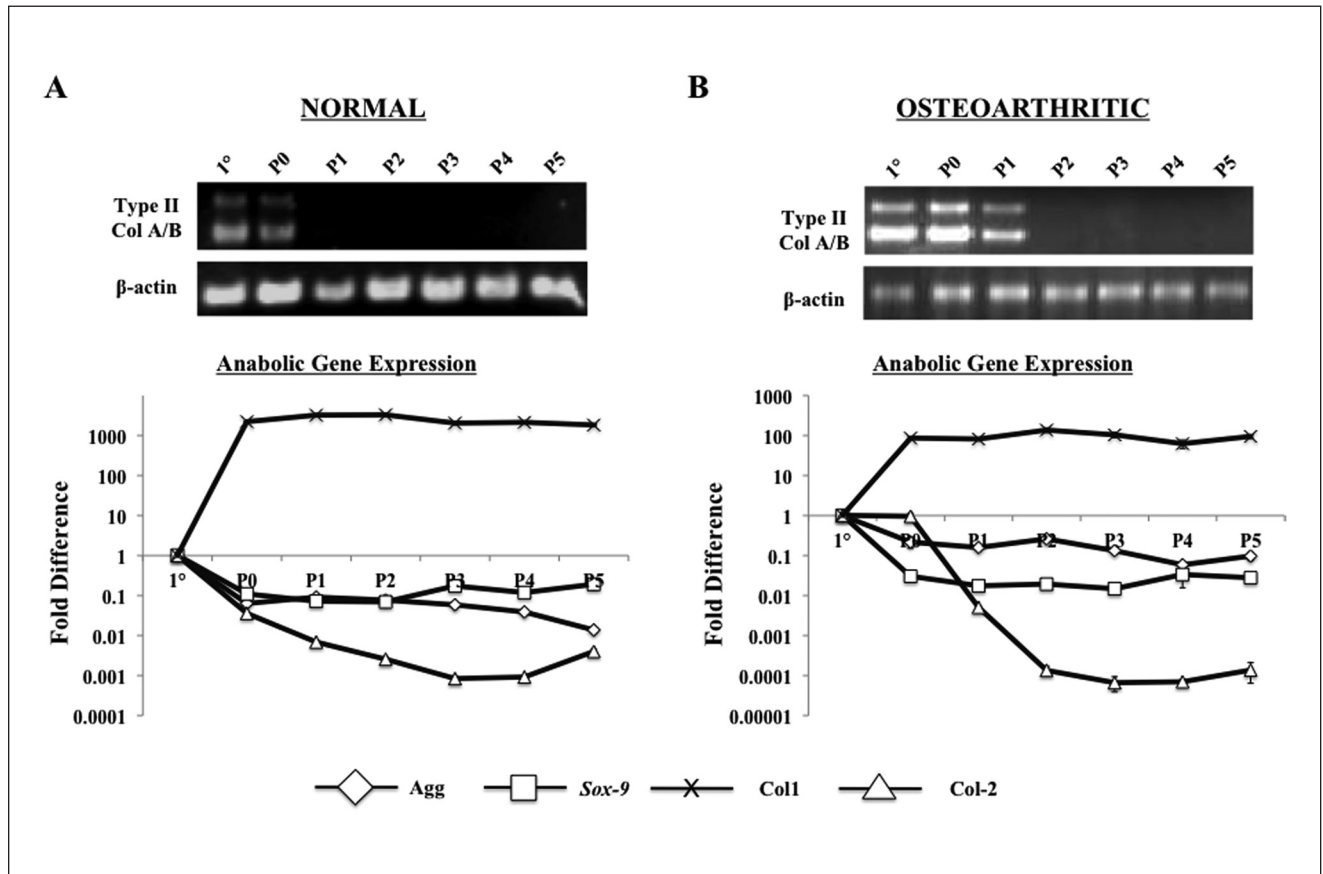 A
NORMAL
1° P0 P1 P2 P3 P4 P5
Type II
Col A/B
β-actin
Anabolic Gene Expression
Fold Difference
1000
100
10
1
0.1
0.01
0.001
0.0001
1° P0 P1 P2 P3 P4 P5
B
OSTEOARTHRITIC
1° P0 P1 P2 P3 P4 P5
Type II
Col A/B
β-actin
Anabolic Gene Expression
Fold Difference
1000
100
10
1
0.1
0.01
0.001
0.0001
0.00001
1° P0 P1 P2 P3 P4 P5
Agg Sox-9 Col1 Col-2